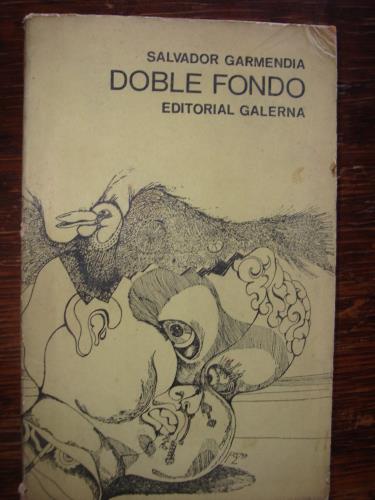 SALVADOR GARMENDIA
DOBLE FONDO
EDITORIAL GALERNA